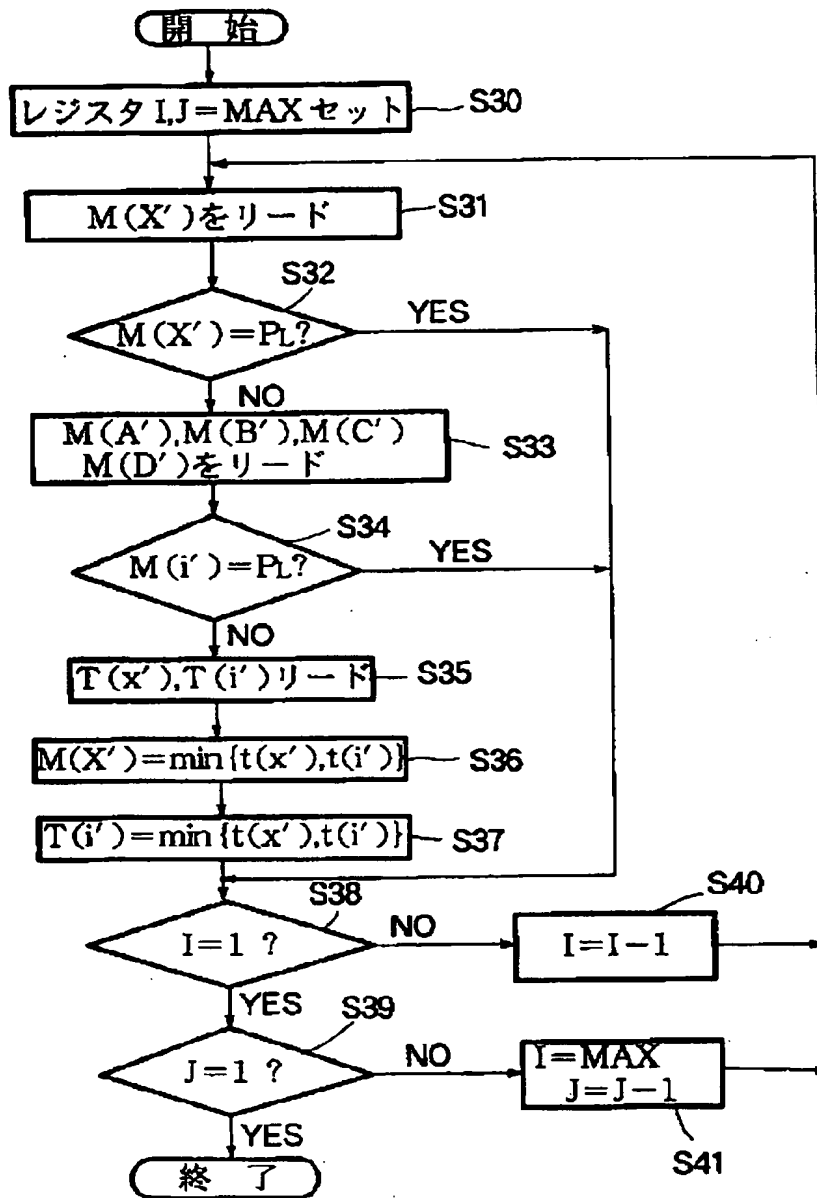 開 始
レジスタ I,J=MAX セット
S30
M(X′)をリード
S31
S32
M(X′)=PL?
YES
NO
M(A′),M(B′),M(C′)
M(D′)をリード
S33
S34
M(i′)=PL?
YES
NO
T(x′),T(i′)リード
S35
M(X′)=min{t(x′),t(i′)}
S36
T(i′)=min{t(x′),t(i′)}
S37
S38
I=1 ?
NO
S40
I=I-1
YES
S39
J=1 ?
NO
I=MAX
J=J-1
S41
YES
終 了